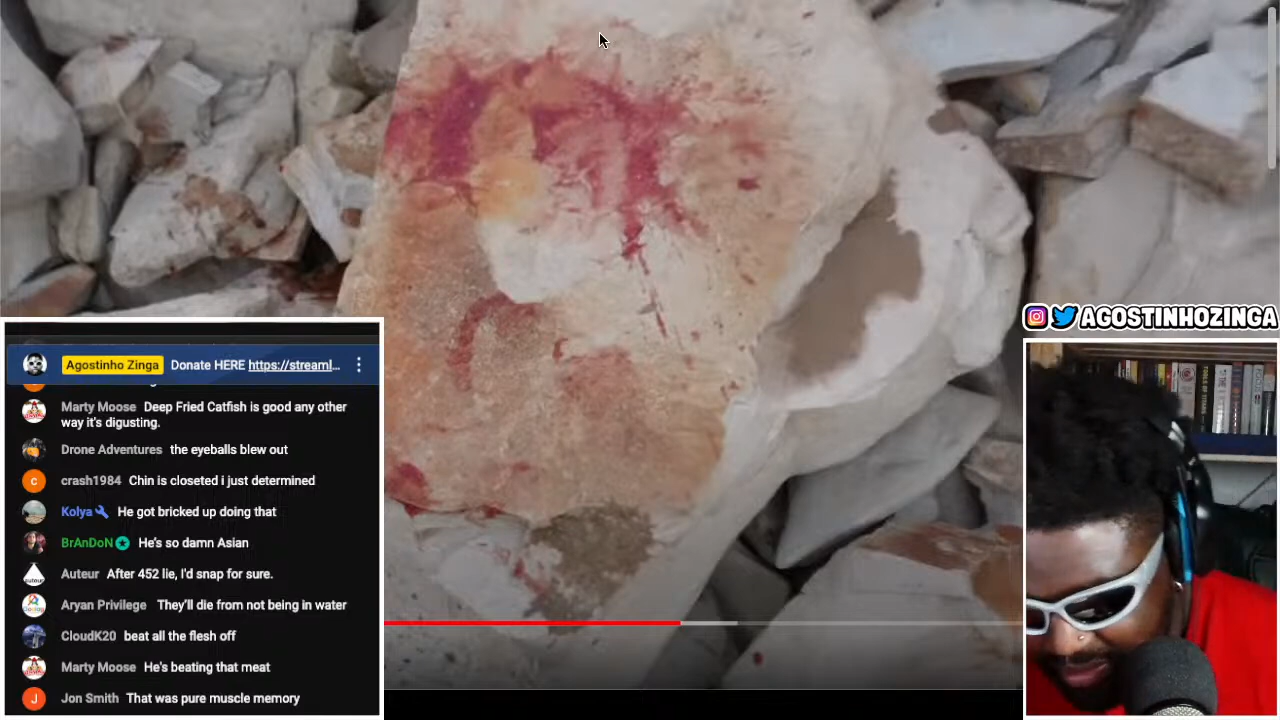 AGOSTINHOZINGA
Agostinho Zinga Donate HERE https://streaml...
Marty Moose Deep Fried Catfish is good any other
way it's digusting.
Drone Adventures the eyeballs blew out
crash1984 Chin is closeted i just determined
Kolya He got bricked up doing that
BrAnDoN He's so damn Asian
Auteur After 452 lie, I'd snap for sure.
Aryan Privilege They'll die from not being in water
CloudK20 beat all the flesh off
Marty Moose He's beating that meat
Jon Smith That was pure muscle memory